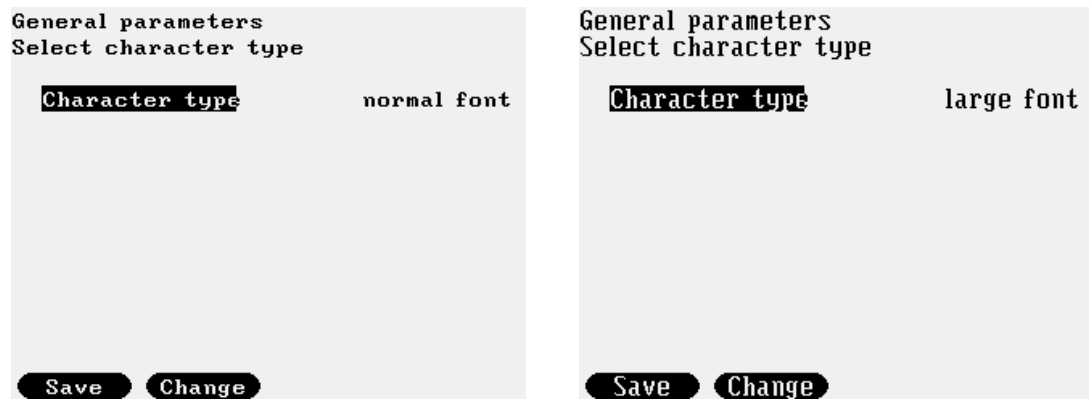 General parameters
Select character type
Character type normal font
Save Change
General parameters
Select character type
Character type large font
Save Change